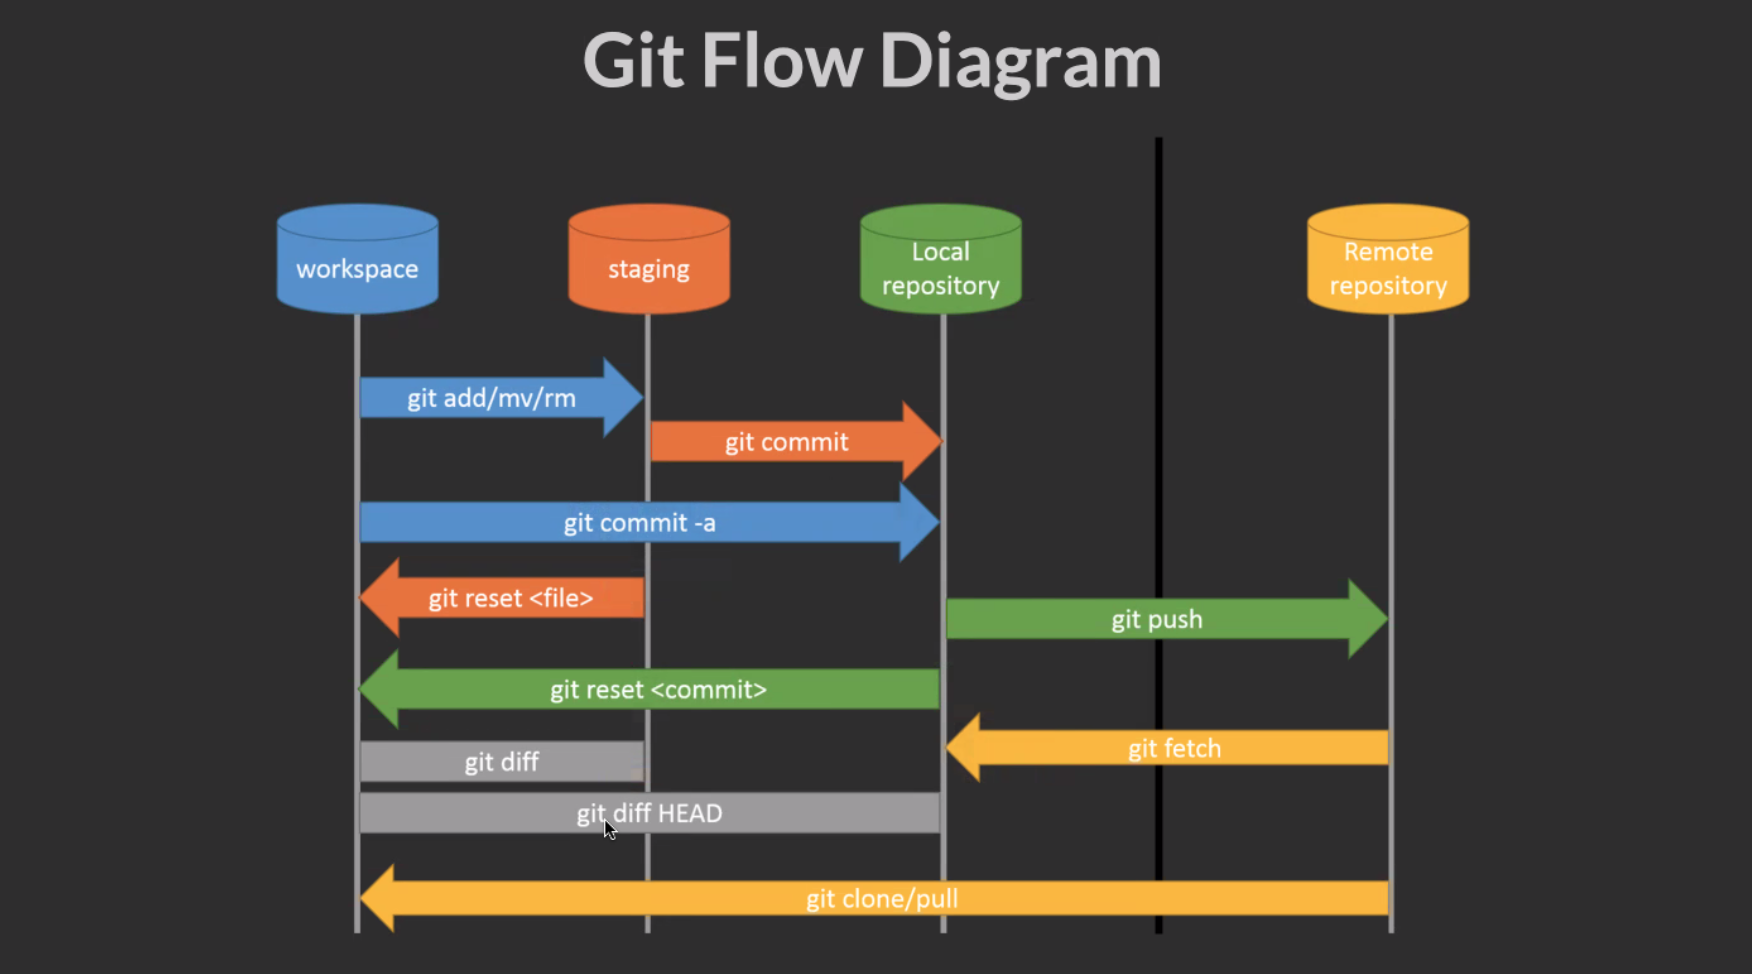 Git Flow Diagram
workspace
staging
Local
repository
Remote
repository
git add/mv/rm
git commit
git commit -a
git reset <file>
git push
git reset <commit>
git fetch
git diff
git diff HEAD
git clone/pull